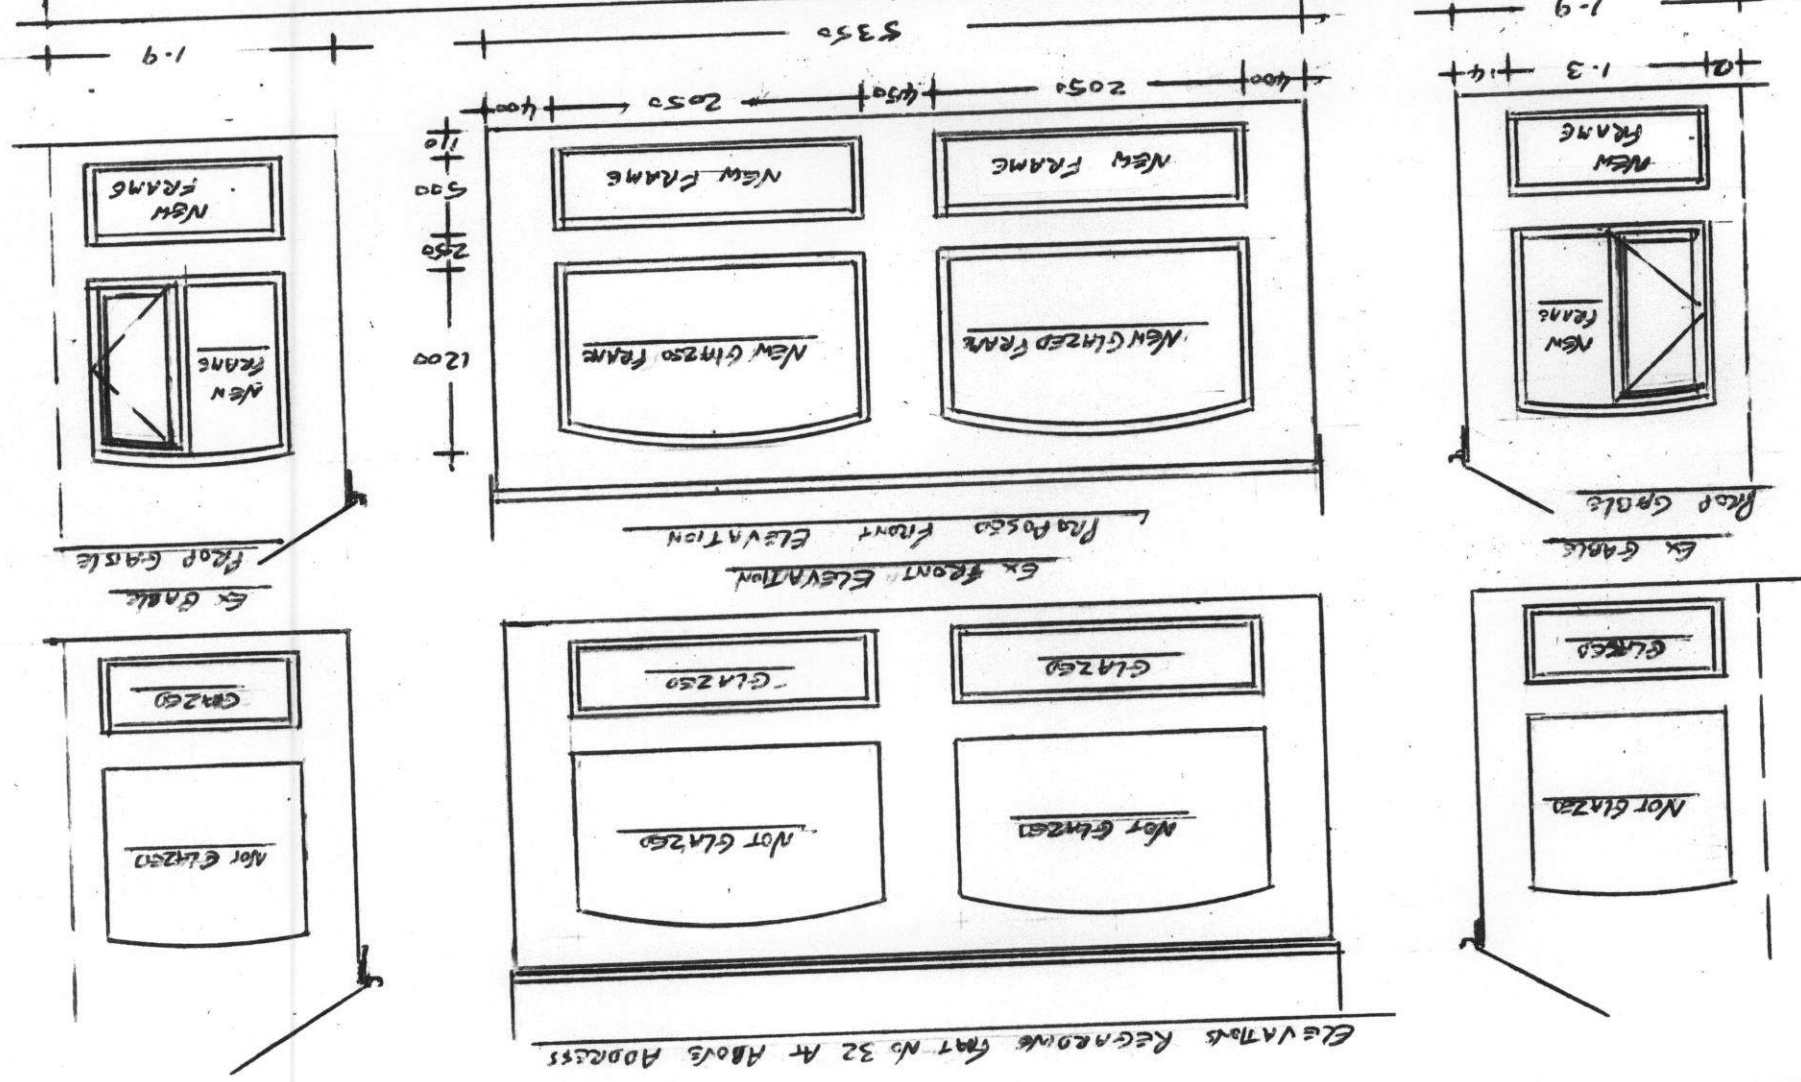 ELEVATIONS REGARDING FLAT No 32 AT ABOVE ADDRESS
NOT GLAZED
GLAZED
EX GABLE
NOT GLAZED
NOT GLAZED
GLAZED
GLAZED
EX FRONT ELEVATION
NOT GLAZED
GLAZED
EX GABLE
PROP GABLE
NEW
FRAME
NEW
FRAME
1.3
.4
1.9
PROPOSED FRONT ELEVATION
NEW GLAZED FRAME
NEW GLAZED FRAME
NEW FRAME
NEW FRAME
400
2050
450
2050
400
5350
1200
250
500
110
PROP GABLE
NEW
FRAME
NEW
FRAME
1.9